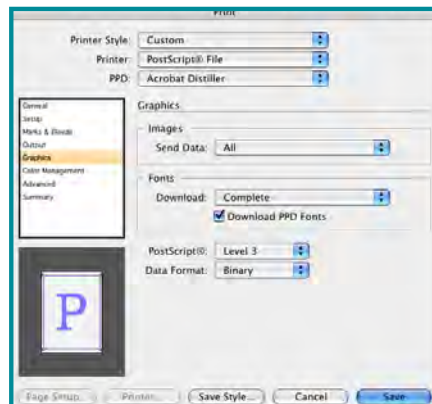 Print
Printer Style: Custom
Printer: PostScript® File
PPD: Acrobat Distiller
General
Setup
Marks & Bleeds
Output
Graphics
Color Management
Advanced
Summary
Graphics
Images
Send Data: All
Fonts
Download: Complete
Download PPD Fonts
PostScript®: Level 3
Data Format: Binary
P
Page Setup... Printer... Save Style... Cancel Save